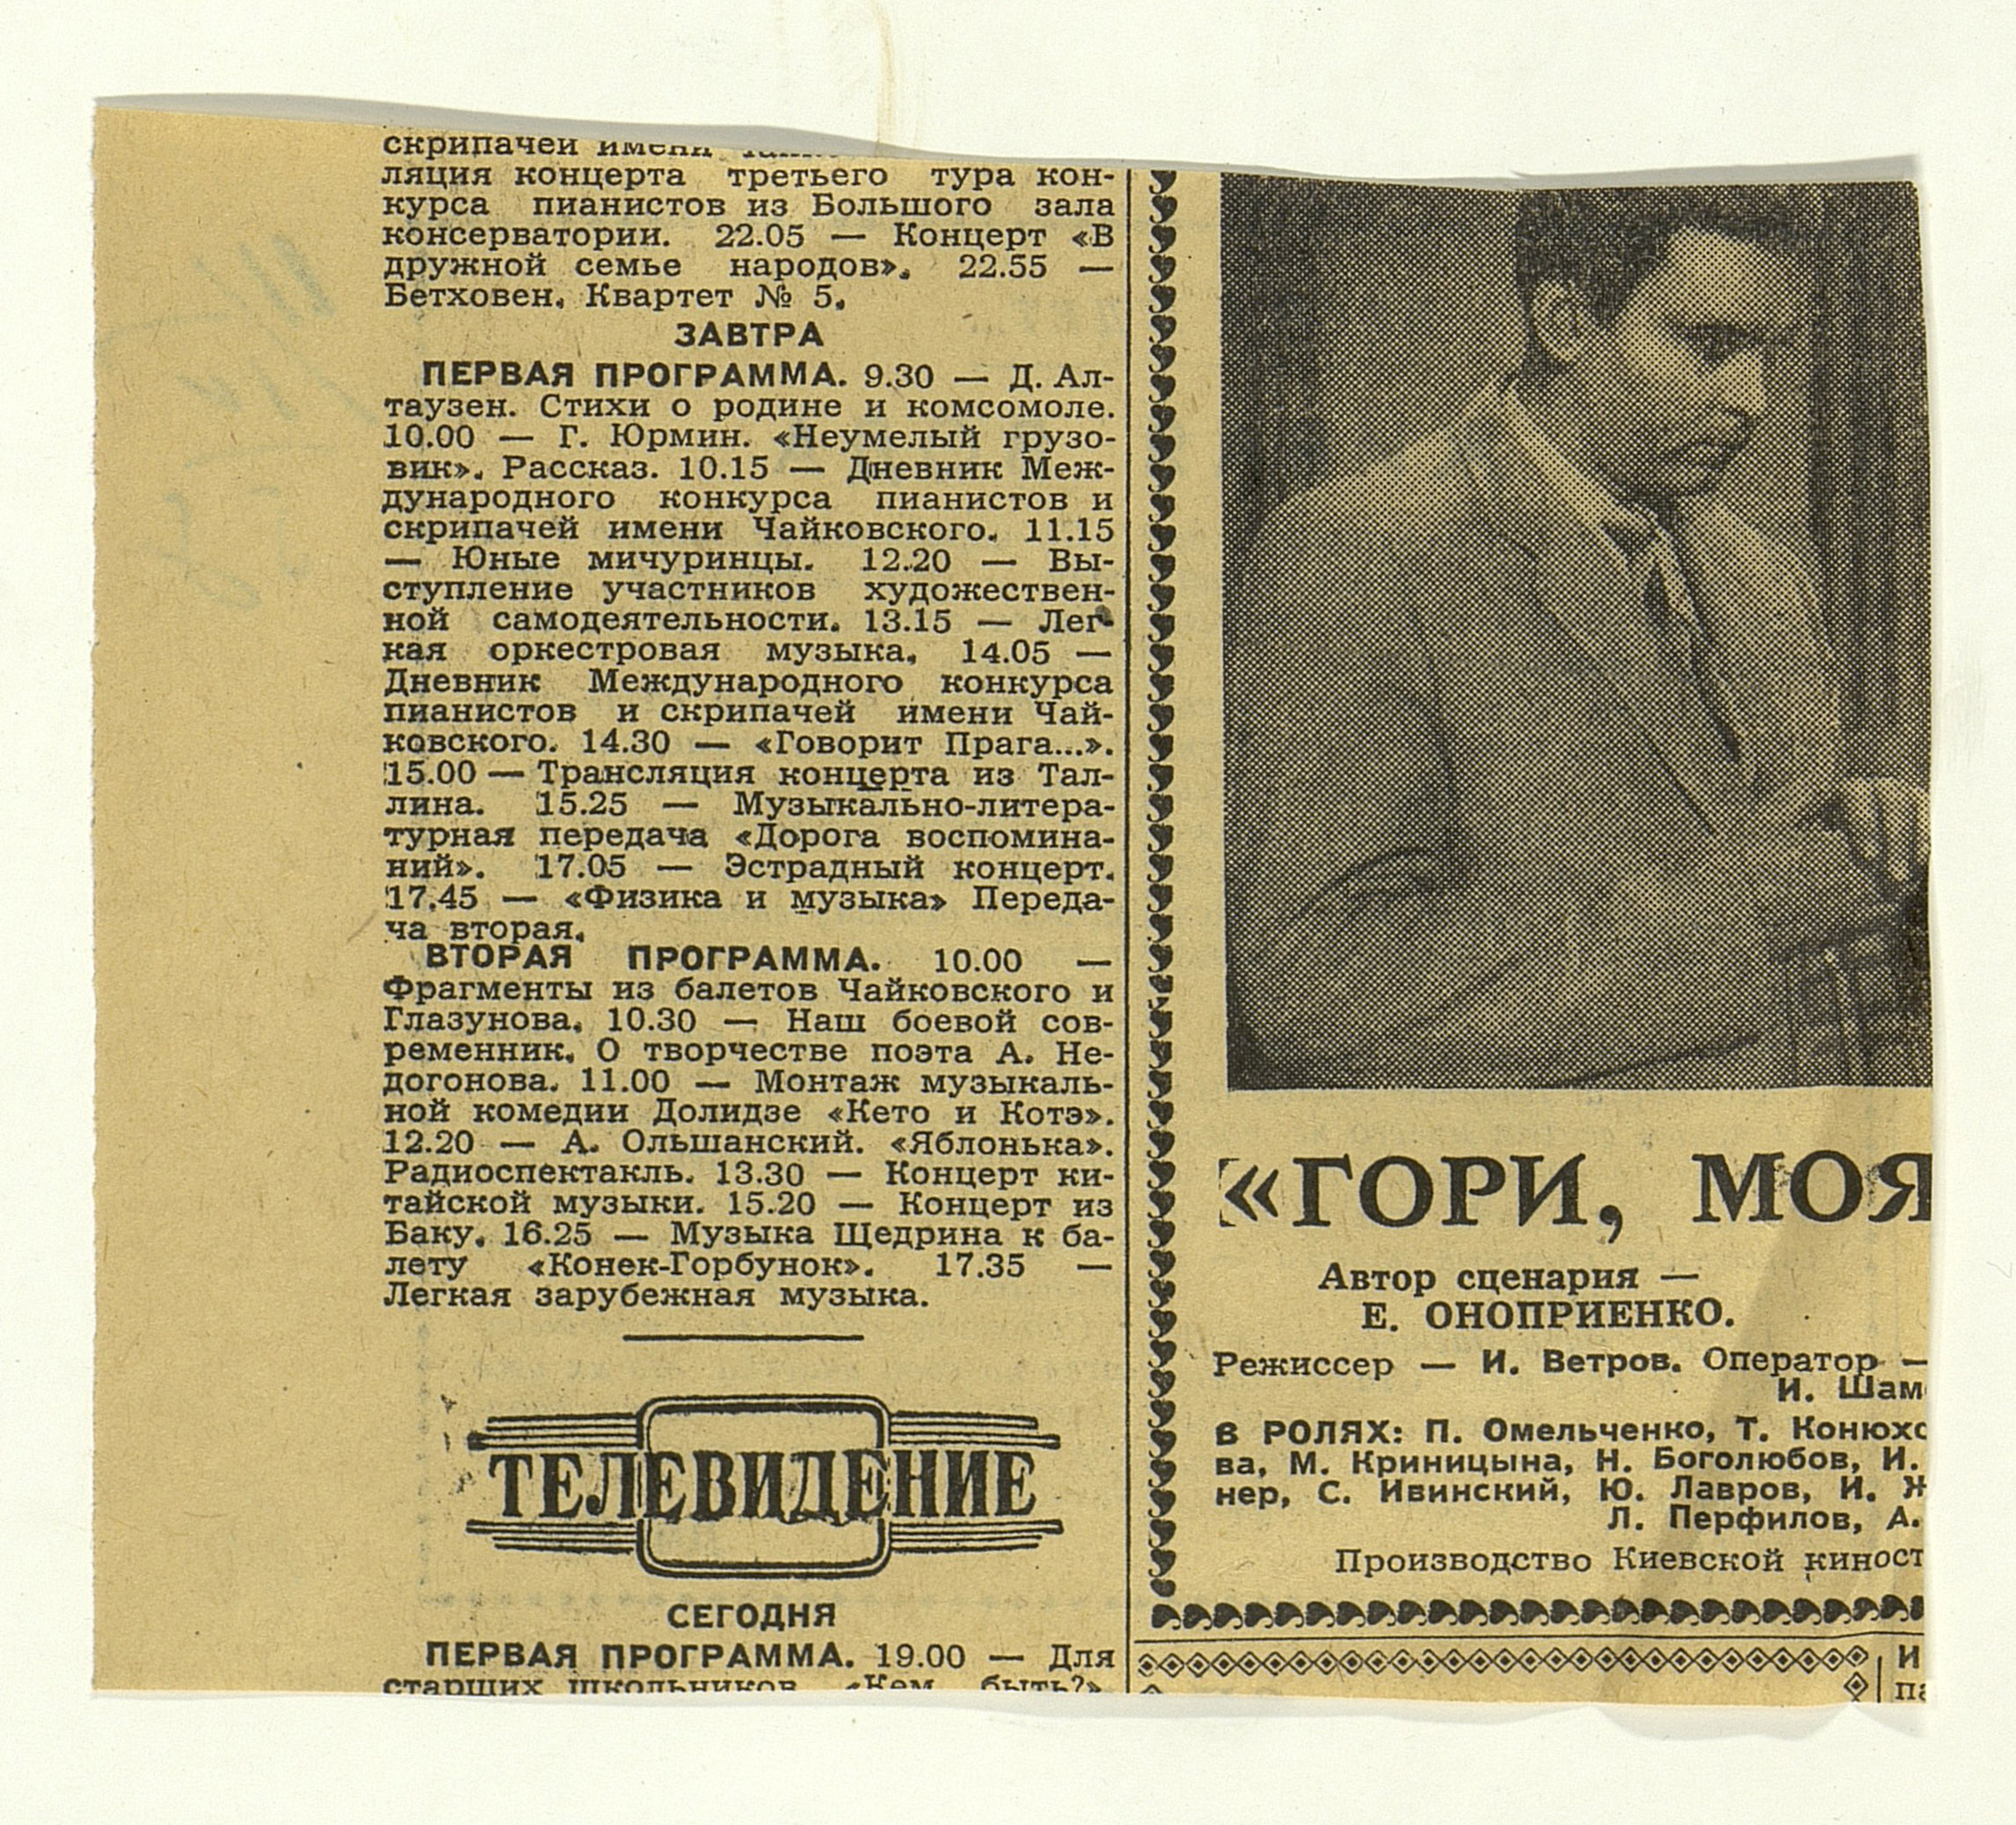 скрипачей имени
ляция концерта третьего тура кон-
курса пианистов из Большого зала
консерватории. 22.05 — Концерт «В
дружной семье народов». 22.55 —
Бетховен. Квартет № 5.
ЗАВТРА
ПЕРВАЯ ПРОГРАММА. 9.30 — Д. Ал-
таузен. Стихи о родине и комсомоле.
10.00 — Г. Юрмин. «Неумелый грузо-
вик». Рассказ. 10.15 — Дневник Меж-
дународного конкурса пианистов и
скрипачей имени Чайковского. 11.15
— Юные мичуринцы. 12.20 — Вы-
ступление участников художествен-
ной самодеятельности. 13.15 — Лег-
кая оркестровая музыка. 14.05 —
Дневник Международного конкурса
пианистов и скрипачей имени Чай-
ковского. 14.30 — «Говорит Прага...».
15.00 — Трансляция концерта из Тал-
лина. 15.25 — Музыкально-литера-
турная передача «Дорога воспомина-
ний». 17.05 — Эстрадный концерт.
17.45 — «Физика и музыка» Переда-
ча вторая.
ВТОРАЯ ПРОГРАММА. 10.00 —
Фрагменты из балетов Чайковского и
Глазунова. 10.30 — Наш боевой сов-
ременник. О творчестве поэта А. Не-
догонова. 11.00 — Монтаж музыкаль-
ной комедии Долидзе «Кето и Котэ».
12.20 — А. Ольшанский. «Яблонька».
Радиоспектакль. 13.30 — Концерт ки-
тайской музыки. 15.20 — Концерт из
Баку. 16.25 — Музыка Щедрина к ба-
лету «Конек-Горбунок». 17.35 —
Легкая зарубежная музыка.
ТЕЛЕВИДЕНИЕ
СЕГОДНЯ
ПЕРВАЯ ПРОГРАММА. 19.00 — Для
старших школьников. «Кем быть?».
«ГОРИ, МОЯ
Автор сценария —
Е. ОНОПРИЕНКО.
Режиссер — И. Ветров. Оператор —
И. Шам
В РОЛЯХ: П. Омельченко, Т. Конюхо
ва, М. Криницына, Н. Боголюбов, И.
нер, С. Ивинский, Ю. Лавров, И. Ж
Л. Перфилов, А.
Производство Киевской киност
И
па